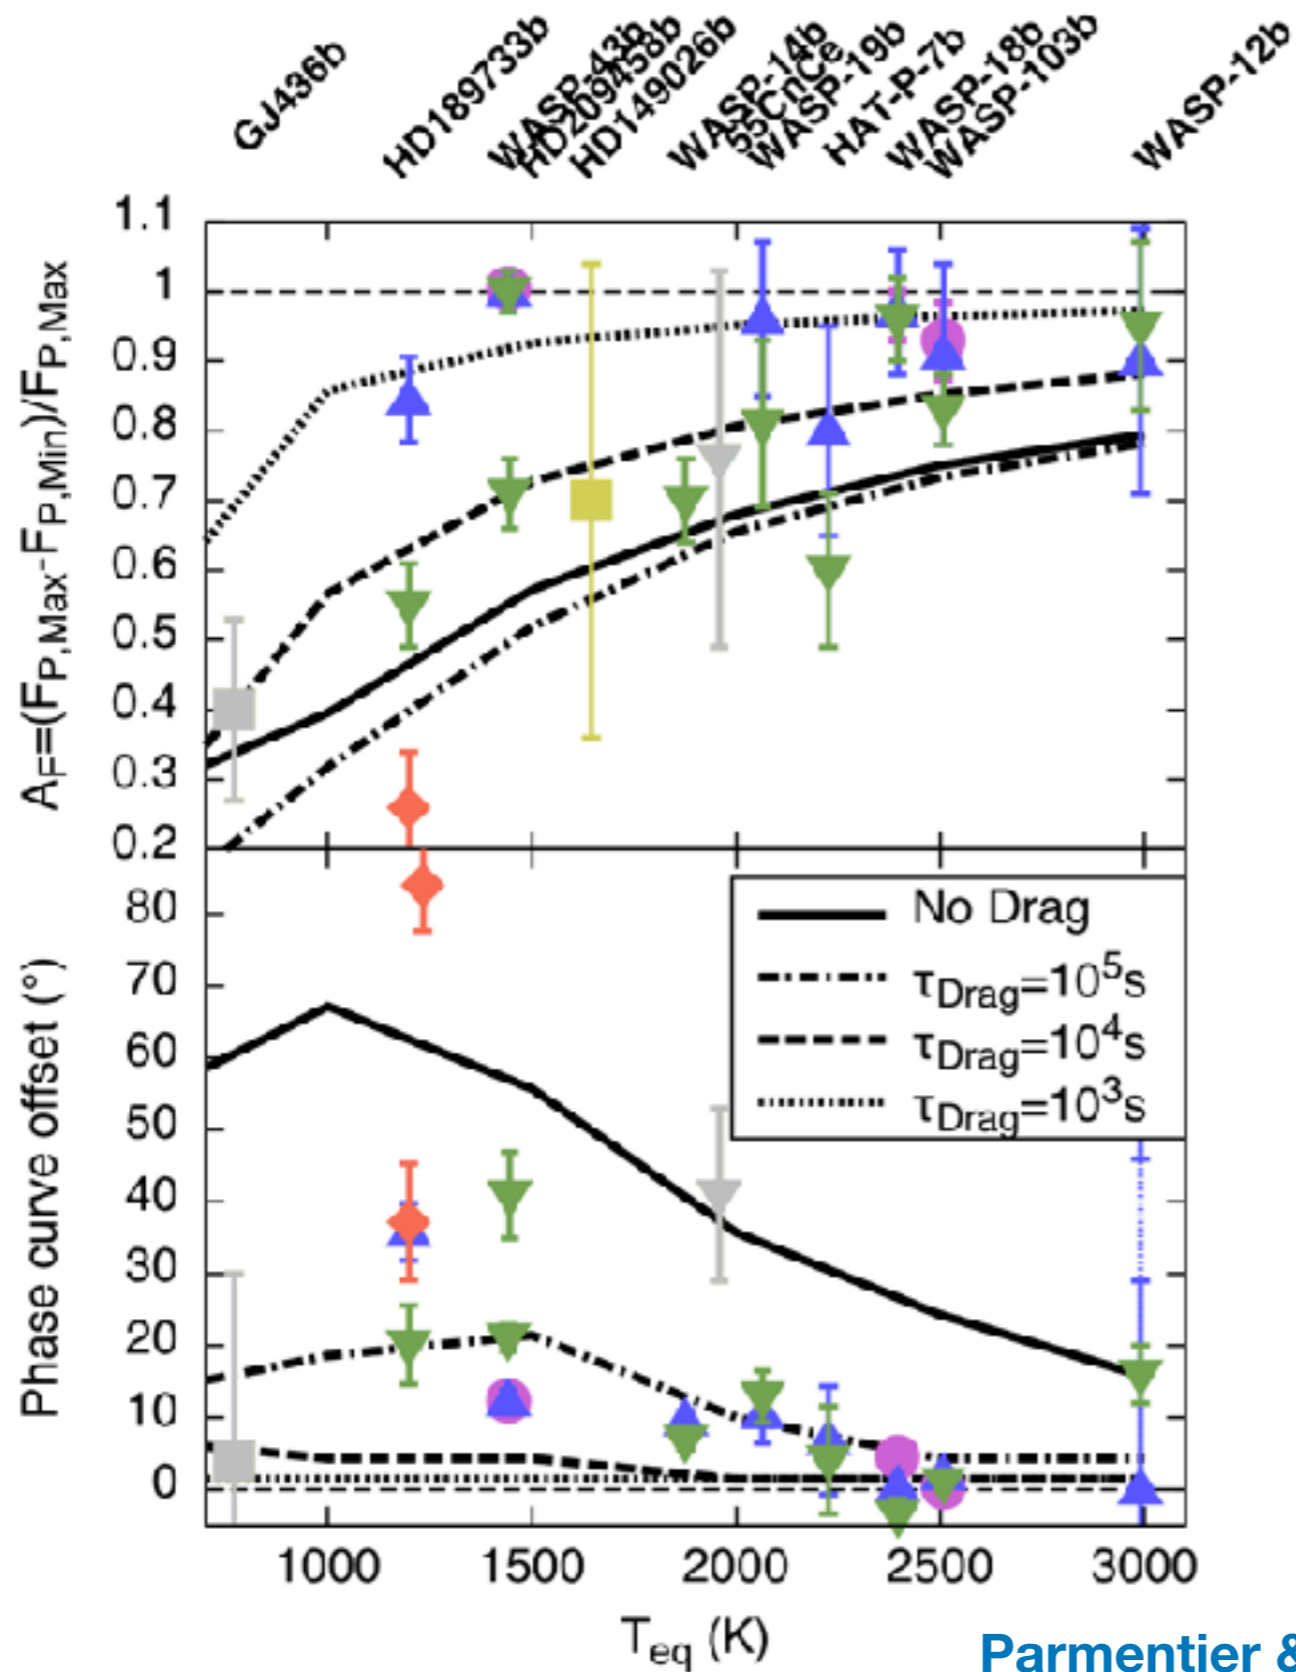 GJ436b
HD189733b
WASP-43b
HD209458b
HD149026b
WASP-14b
55CnCe
WASP-19b
HAT-P-7b
WASP-18b
WASP-103b
WASP-12b
AF=(FP,Max-FP,Min)/FP,Max
1.1
1
0.9
0.8
0.7
0.6
0.5
0.4
0.3
0.2
Phase curve offset (°)
80
70
60
50
40
30
20
10
0
No Drag
τDrag=10⁵s
τDrag=10⁴s
τDrag=10³s
1000 1500 2000 2500 3000
Teq (K)
Parmentier &